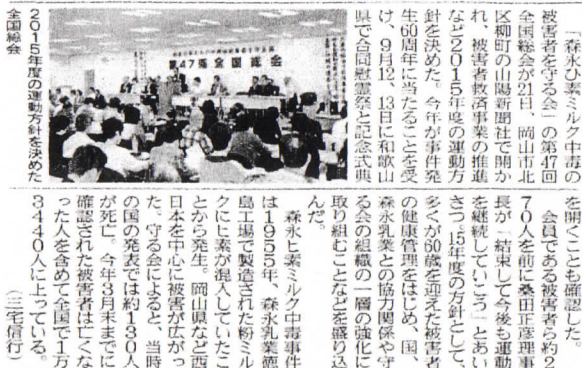 「森永ひ素ミルク中毒の
被害者を守る会」の第47回
全国総会が21日、岡山市北
区柳町の山陽新聞社で開か
れ、被害者救済事業の推進
など2015年度の運動方
針を決めた。今年が事件発
生60周年に当たることを受
け、9月12、13日に和歌山
県で合同慰霊祭と記念式典
を開くことも確認した。
会員である被害者ら約2
70人を前に桑田正彦理事
長が「結束して今後も運動
を継続していこう」とあい
さつ。15年度の方針として、
多くが60歳を迎えた被害者
の健康管理をはじめ、国、
森永乳業との協力関係や守
る会の組織の一層の強化に
取り組むことなどを盛り込
んだ。
森永ヒ素ミルク中毒事件
は1955年、森永乳業徳
島工場で製造された粉ミル
クにヒ素が混入していたこ
とから発生。岡山県など西
日本を中心に被害が広がっ
た。守る会によると、当時
の国の発表では約130人
が死亡。今年3月末までに
確認された被害者は亡くな
った人を含めて全国で1万
3440人に上っている。
(三宅信行)
第47回全国総会
2015年度の運動方針を決めた
全国総会